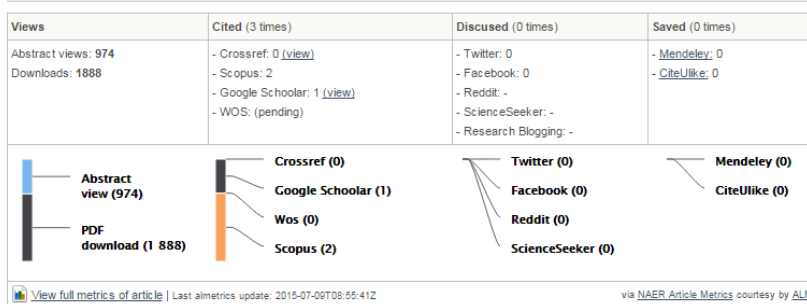 Views
Cited (3 times)
Discused (0 times)
Saved (0 times)
Abstract views: 974
Downloads: 1888
- Crossref: 0 (view)
- Scopus: 2
- Google Schoolar: 1 (view)
- WOS: (pending)
- Twitter: 0
- Facebook: 0
- Reddit: -
- ScienceSeeker: -
- Research Blogging: -
- Mendeley: 0
- CiteUlike: 0
Abstract
view (974)
PDF
download (1 888)
Crossref (0)
Google Schoolar (1)
Wos (0)
Scopus (2)
Twitter (0)
Facebook (0)
Reddit (0)
ScienceSeeker (0)
Mendeley (0)
CiteUlike (0)
View full metrics of article | Last almetrics update: 2015-07-09T08:55:41Z
via NAER Article Metrics courtesy by